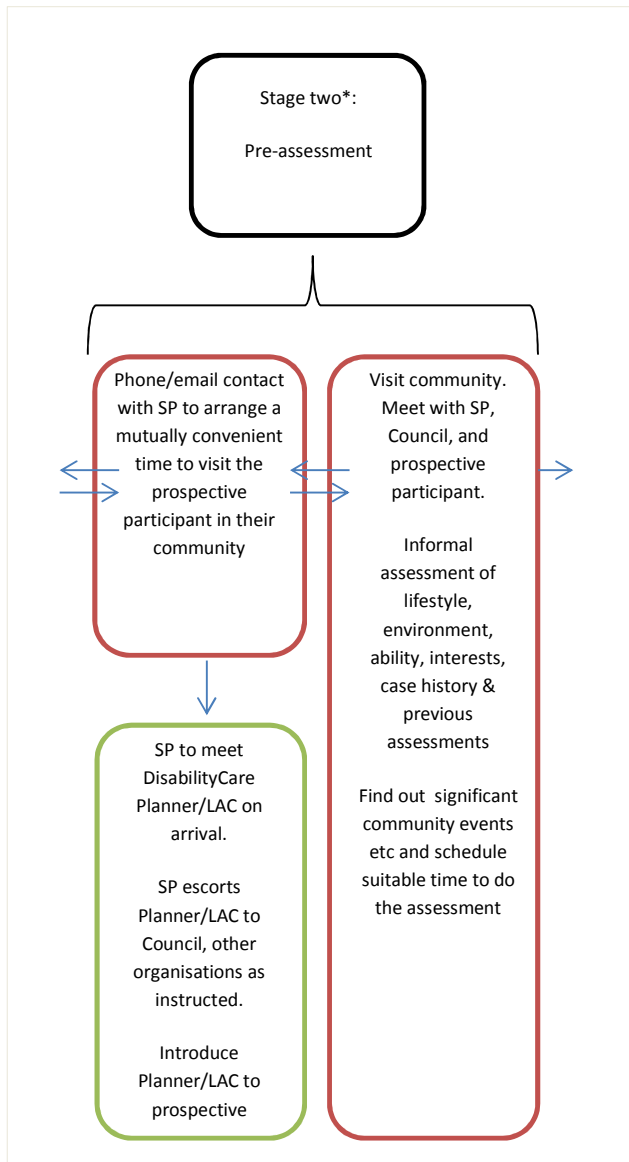 Stage two*:
Pre-assessment
Phone/email contact
with SP to arrange a
mutually convenient
time to visit the
prospective
participant in their
community
SP to meet
DisabilityCare
Planner/LAC on
arrival.
SP escorts
Planner/LAC to
Council, other
organisations as
instructed.
Introduce
Planner/LAC to
prospective
Visit community.
Meet with SP,
Council, and
prospective
participant.
Informal
assessment of
lifestyle,
environment,
ability, interests,
case history &
previous
assessments
Find out  significant
community events
etc and schedule
suitable time to do
the assessment